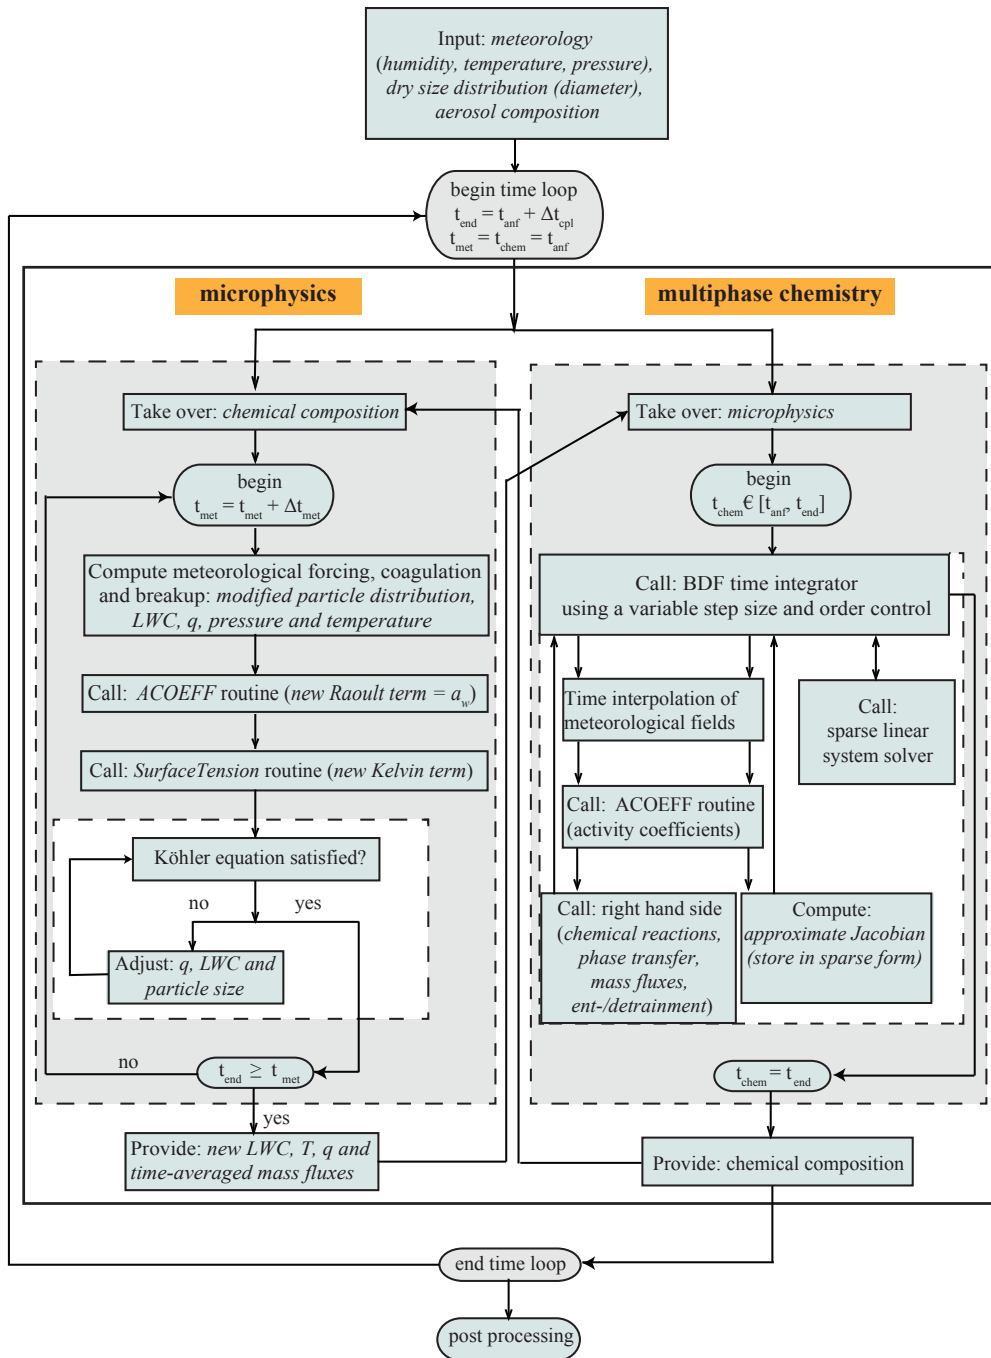 Input: meteorology
(humidity, temperature, pressure),
dry size distribution (diameter),
aerosol composition
begin time loop
t_end = t_anf + Δt_cpl
t_met = t_chem = t_anf
microphysics
multiphase chemistry
Take over: chemical composition
Take over: microphysics
begin
t_met = t_met + Δt_met
begin
t_chem € [t_anf, t_end]
Compute meteorological forcing, coagulation
and breakup: modified particle distribution,
LWC, q, pressure and temperature
Call: BDF time integrator
using a variable step size and order control
Call: ACOEFF routine (new Raoult term = a_w)
Time interpolation of
meteorological fields
Call:
sparse linear
system solver
Call: SurfaceTension routine (new Kelvin term)
Call: ACOEFF routine
(activity coefficients)
Köhler equation satisfied?
no
yes
Adjust: q, LWC and
particle size
Call: right hand side
(chemical reactions,
phase transfer,
mass fluxes,
ent-/detrainment)
Compute:
approximate Jacobian
(store in sparse form)
no
t_end ≥ t_met
t_chem = t_end
yes
Provide: new LWC, T, q and
time-averaged mass fluxes
Provide: chemical composition
end time loop
post processing